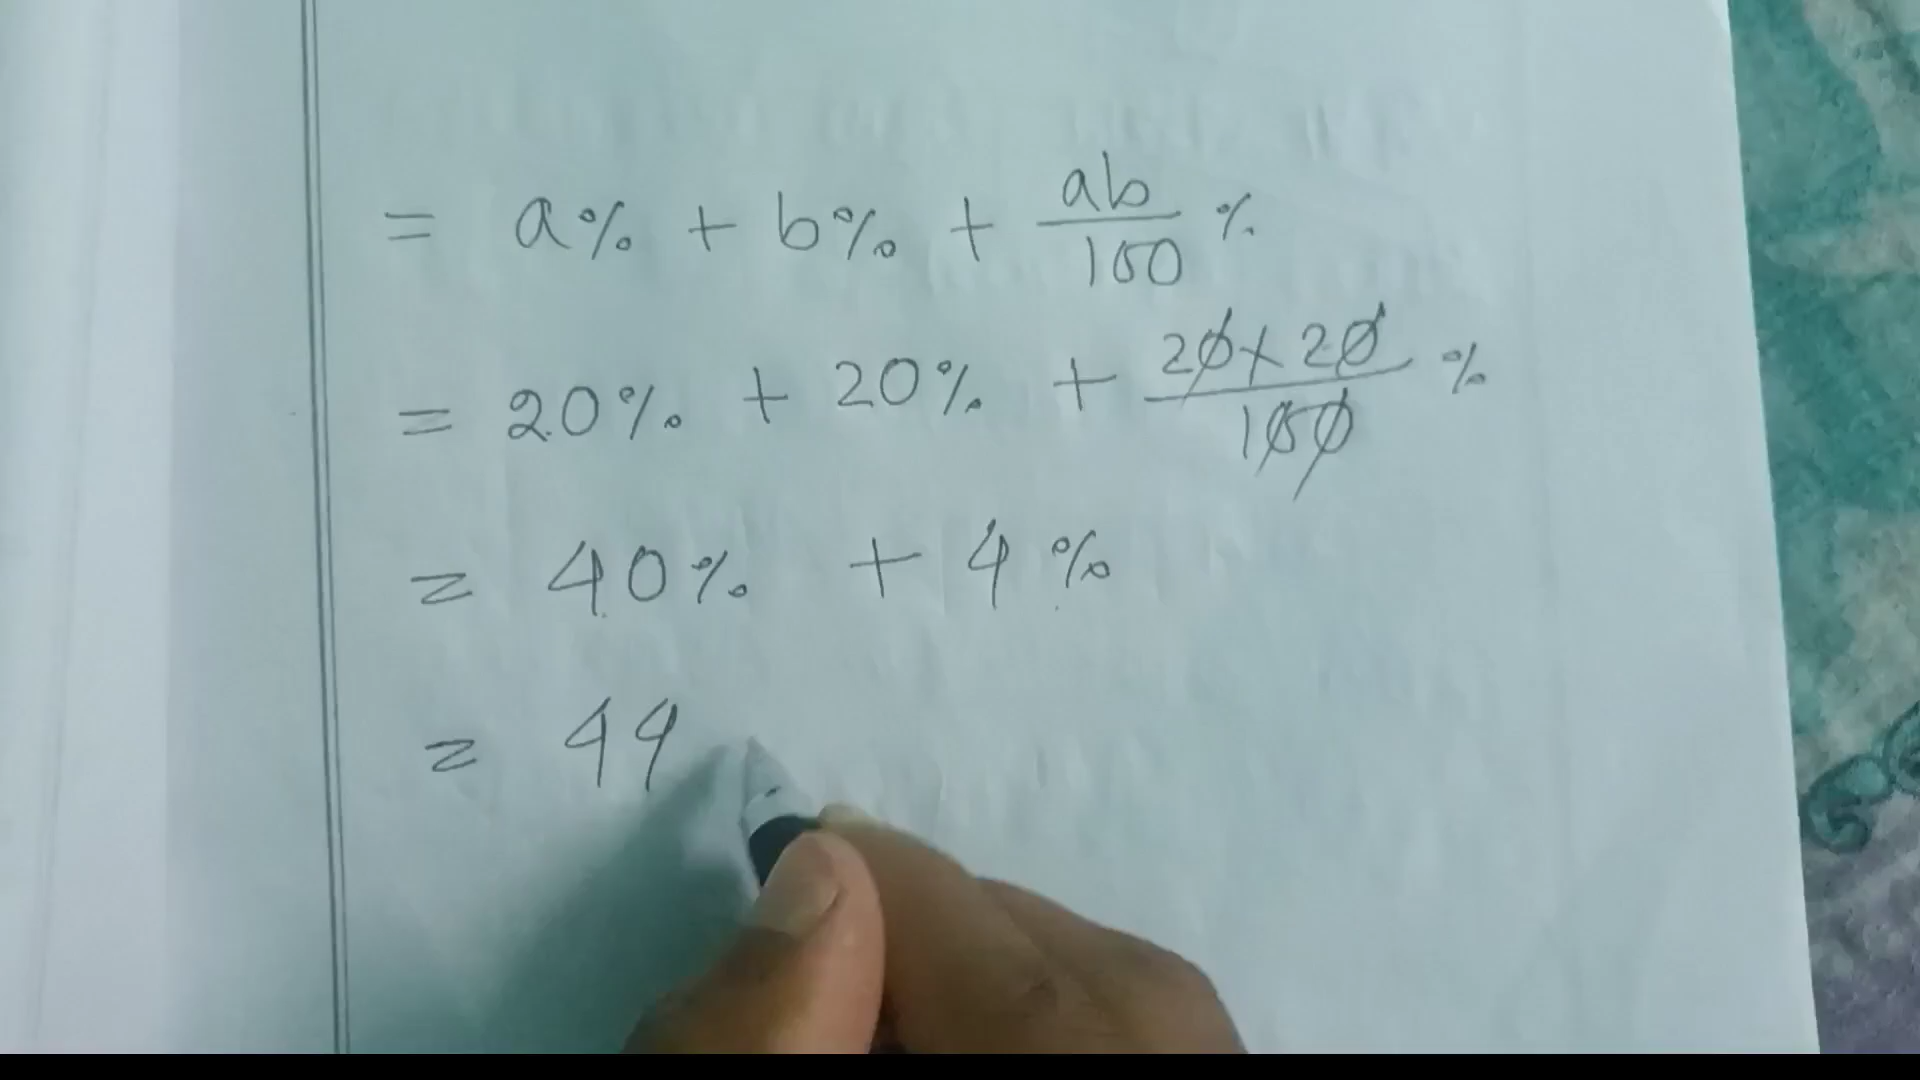 = a% + b% + ab/100 %
= 20% + 20% + 20×20/100 %
= 40% + 4%
= 44